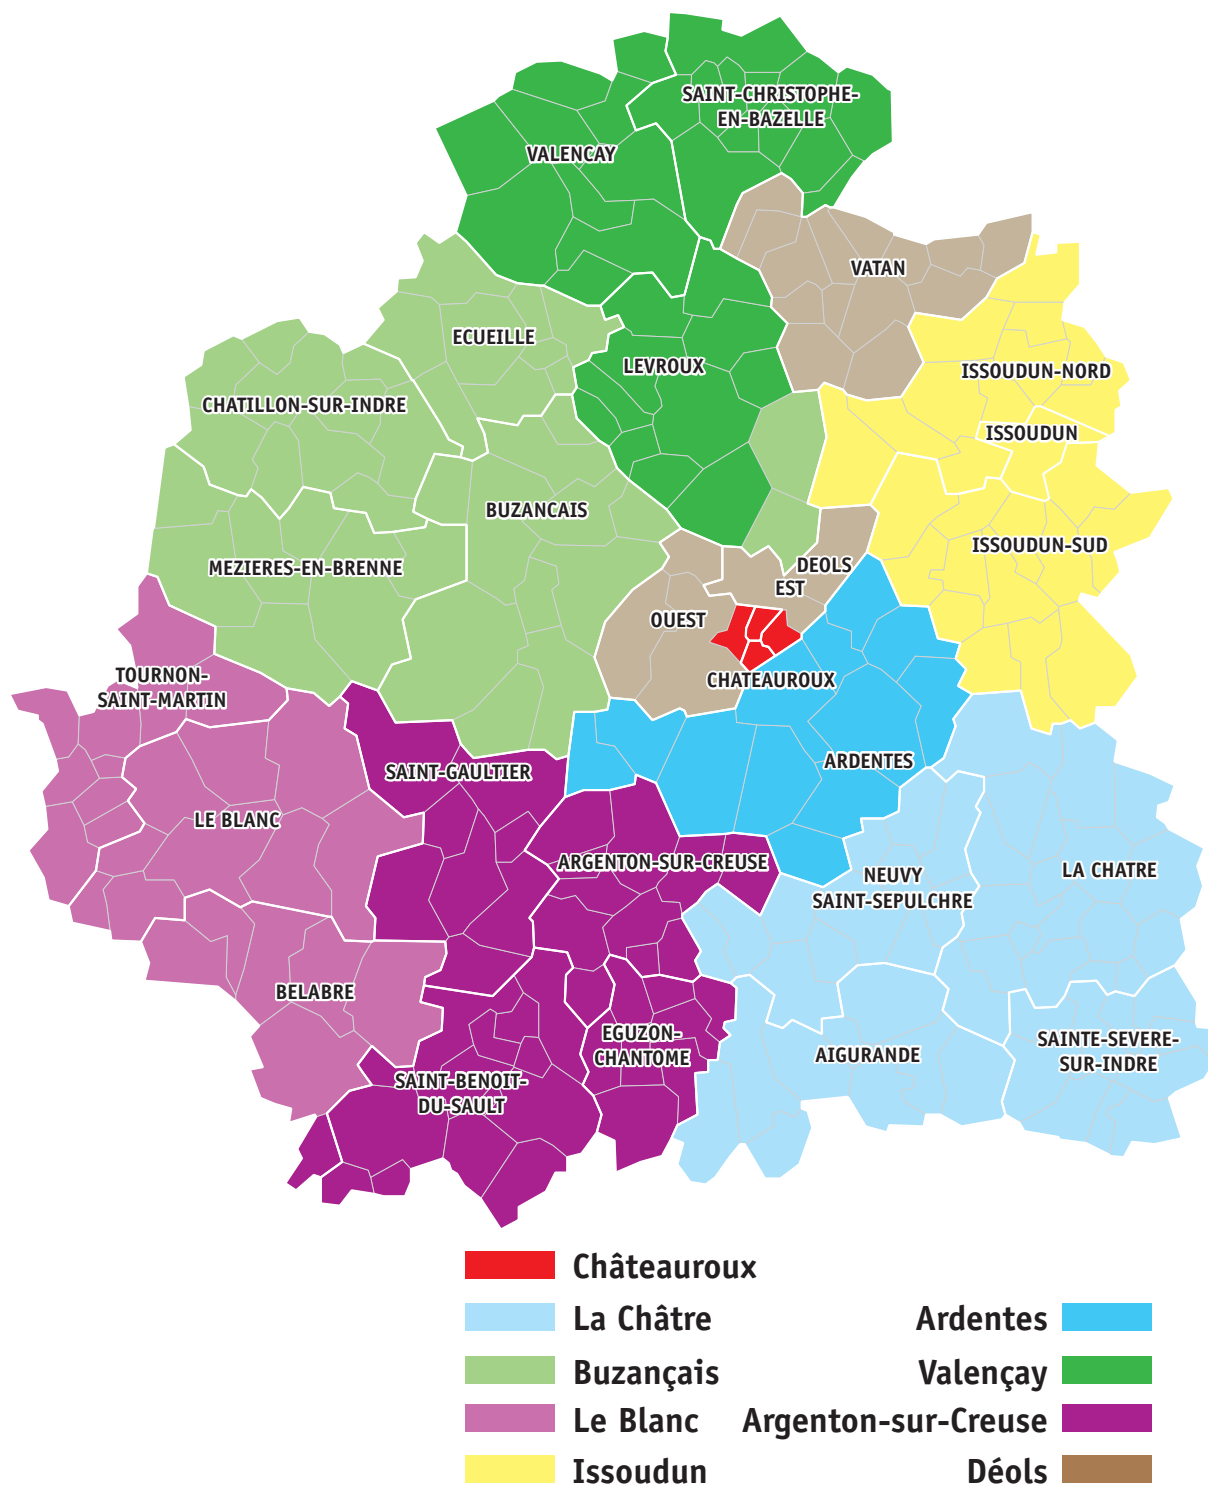 SAINT-CHRISTOPHE-
EN-BAZELLE
VALENCAY
VATAN
ECUEILLE
LEVROUX
ISSOUDUN-NORD
CHATILLON-SUR-INDRE
ISSOUDUN
BUZANCAIS
ISSOUDUN-SUD
MEZIERES-EN-BRENNE
DEOLS
EST
OUEST
TOURNON-
SAINT-MARTIN
CHATEAUROUX
SAINT-GAULTIER
ARDENTES
LE BLANC
ARGENTON-SUR-CREUSE
NEUVY
SAINT-SEPULCHRE
LA CHATRE
BELABRE
EGUZON-
CHANTOME
AIGURANDE
SAINTE-SEVERE-
SUR-INDRE
SAINT-BENOIT-
DU-SAULT
Châteauroux
La Châtre
Ardentes
Buzançais
Valençay
Le Blanc
Argenton-sur-Creuse
Issoudun
Déols